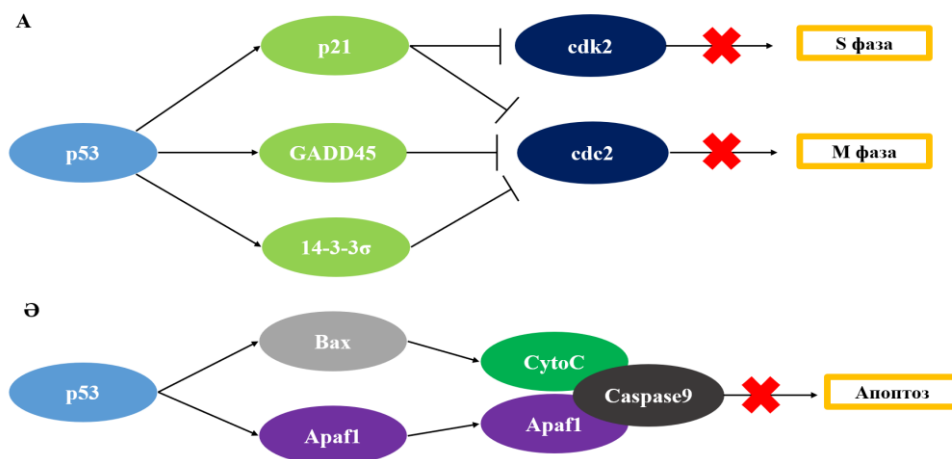 А
p21
cdk2
S фаза
p53
GADD45
cdc2
М фаза
14-3-3σ
Ә
Bax
CytoC
p53
Caspase9
Апоптоз
Apaf1
Apaf1